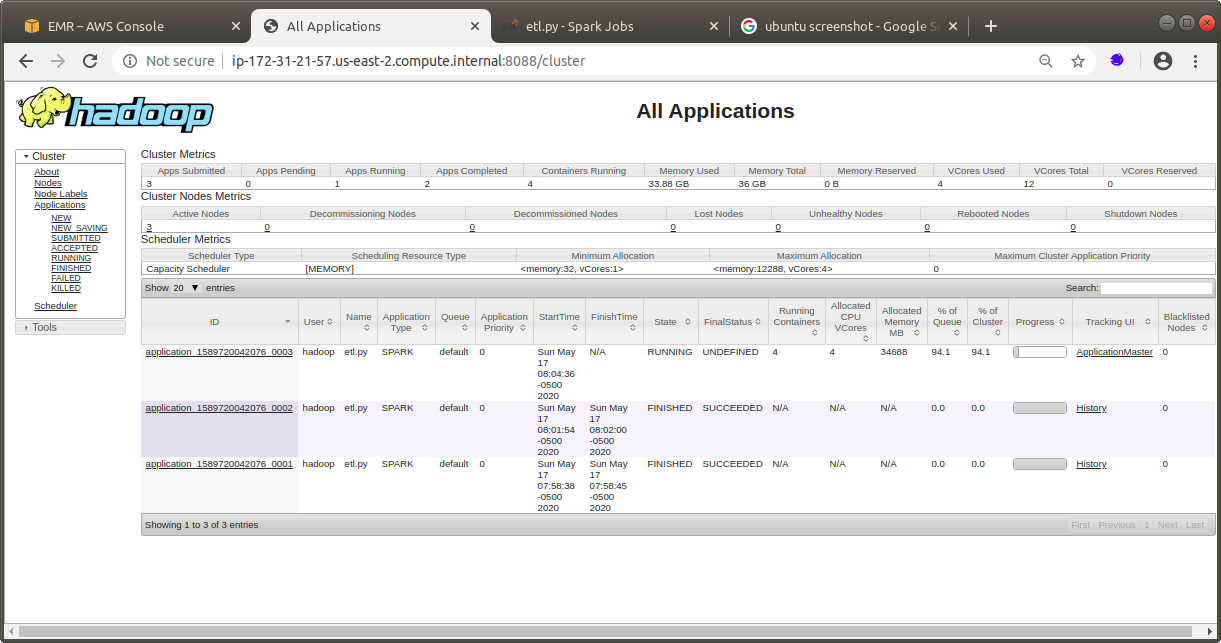 EMR – AWS Console
All Applications
etl.py - Spark Jobs
ubuntu screenshot - Google S
Not secure | ip-172-31-21-57.us-east-2.compute.internal:8088/cluster
hadoop
All Applications
Cluster
About
Nodes
Node Labels
Applications
NEW
NEW_SAVING
SUBMITTED
ACCEPTED
RUNNING
FINISHED
FAILED
KILLED
Scheduler
Tools
Cluster Metrics
Apps Submitted Apps Pending Apps Running Apps Completed Containers Running Memory Used Memory Total Memory Reserved VCores Used VCores Total VCores Reserved
3 0 1 2 4 33.88 GB 36 GB 0 B 4 12 0
Cluster Nodes Metrics
Active Nodes Decommissioning Nodes Decommissioned Nodes Lost Nodes Unhealthy Nodes Rebooted Nodes Shutdown Nodes
3 0 0 0 0 0 0
Scheduler Metrics
Scheduler Type Scheduling Resource Type Minimum Allocation Maximum Allocation Maximum Cluster Application Priority
Capacity Scheduler [MEMORY] <memory:32, vCores:1> <memory:12288, vCores:4> 0
Show 20 entries Search:
ID User Name Application Type Queue Application Priority StartTime FinishTime State FinalStatus Running Containers Allocated CPU VCores Allocated Memory MB % of Queue % of Cluster Progress Tracking UI Blacklisted Nodes
application_1589720042076_0003 hadoop etl.py SPARK default 0 Sun May 17 08:04:36 -0500 2020 N/A RUNNING UNDEFINED 4 4 34688 94.1 94.1 ApplicationMaster 0
application_1589720042076_0002 hadoop etl.py SPARK default 0 Sun May 17 08:01:54 -0500 2020 Sun May 17 08:02:00 -0500 2020 FINISHED SUCCEEDED N/A N/A N/A 0.0 0.0 History 0
application_1589720042076_0001 hadoop etl.py SPARK default 0 Sun May 17 07:58:38 -0500 2020 Sun May 17 07:58:45 -0500 2020 FINISHED SUCCEEDED N/A N/A N/A 0.0 0.0 History 0
Showing 1 to 3 of 3 entries First Previous 1 Next Last